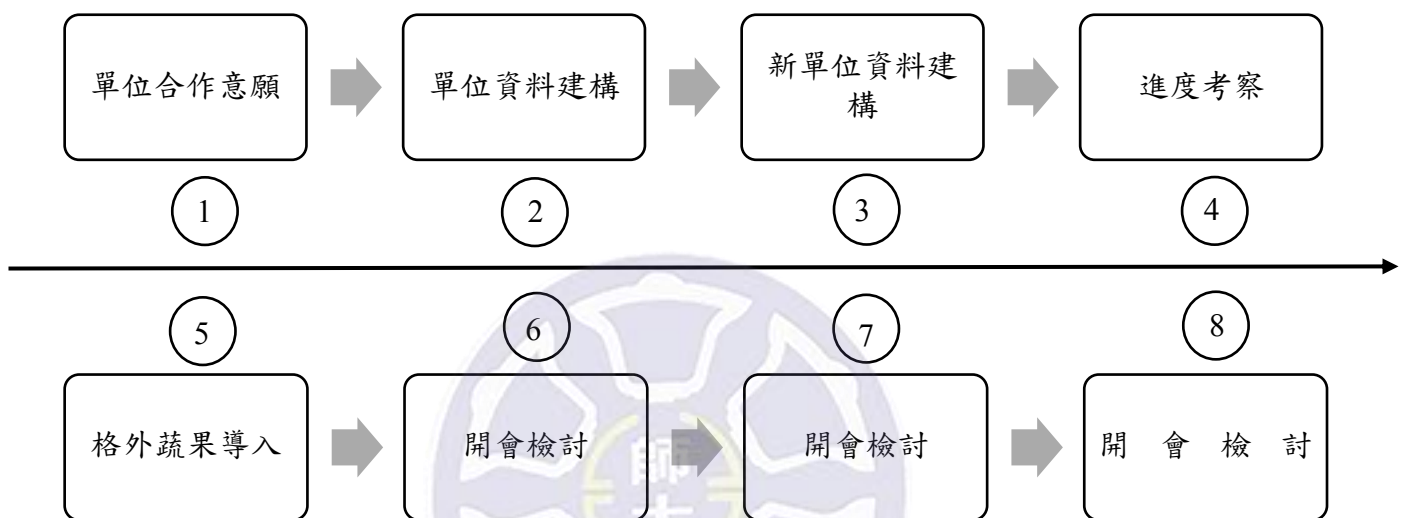 單位合作意願
單位資料建構
新單位資料建
構
進度考察
1
2
3
4
5
6
7
8
格外蔬果導入
開會檢討
開會檢討
開 會 檢 討
師